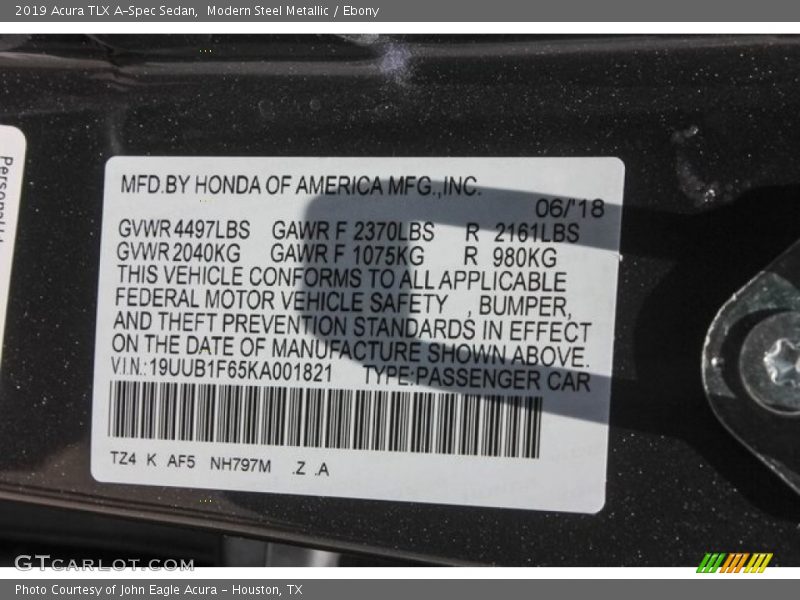 2019 Acura TLX A-Spec Sedan,  Modern Steel Metallic / Ebony
MFD.BY HONDA OF AMERICA MFG.,INC.
06/'18
GVWR 4497LBS GAWR F 2370LBS R 2161LBS
GVWR 2040KG GAWR F 1075KG R 980KG
THIS VEHICLE CONFORMS TO ALL APPLICABLE
FEDERAL MOTOR VEHICLE SAFETY , BUMPER,
AND THEFT PREVENTION STANDARDS IN EFFECT
ON THE DATE OF MANUFACTURE SHOWN ABOVE.
V.I.N.: 19UUB1F65KA001821 TYPE:PASSENGER CAR
TZ4 K AF5 NH797M .Z .A
GTCARLOT.COM
Photo Courtesy of John Eagle Acura - Houston, TX